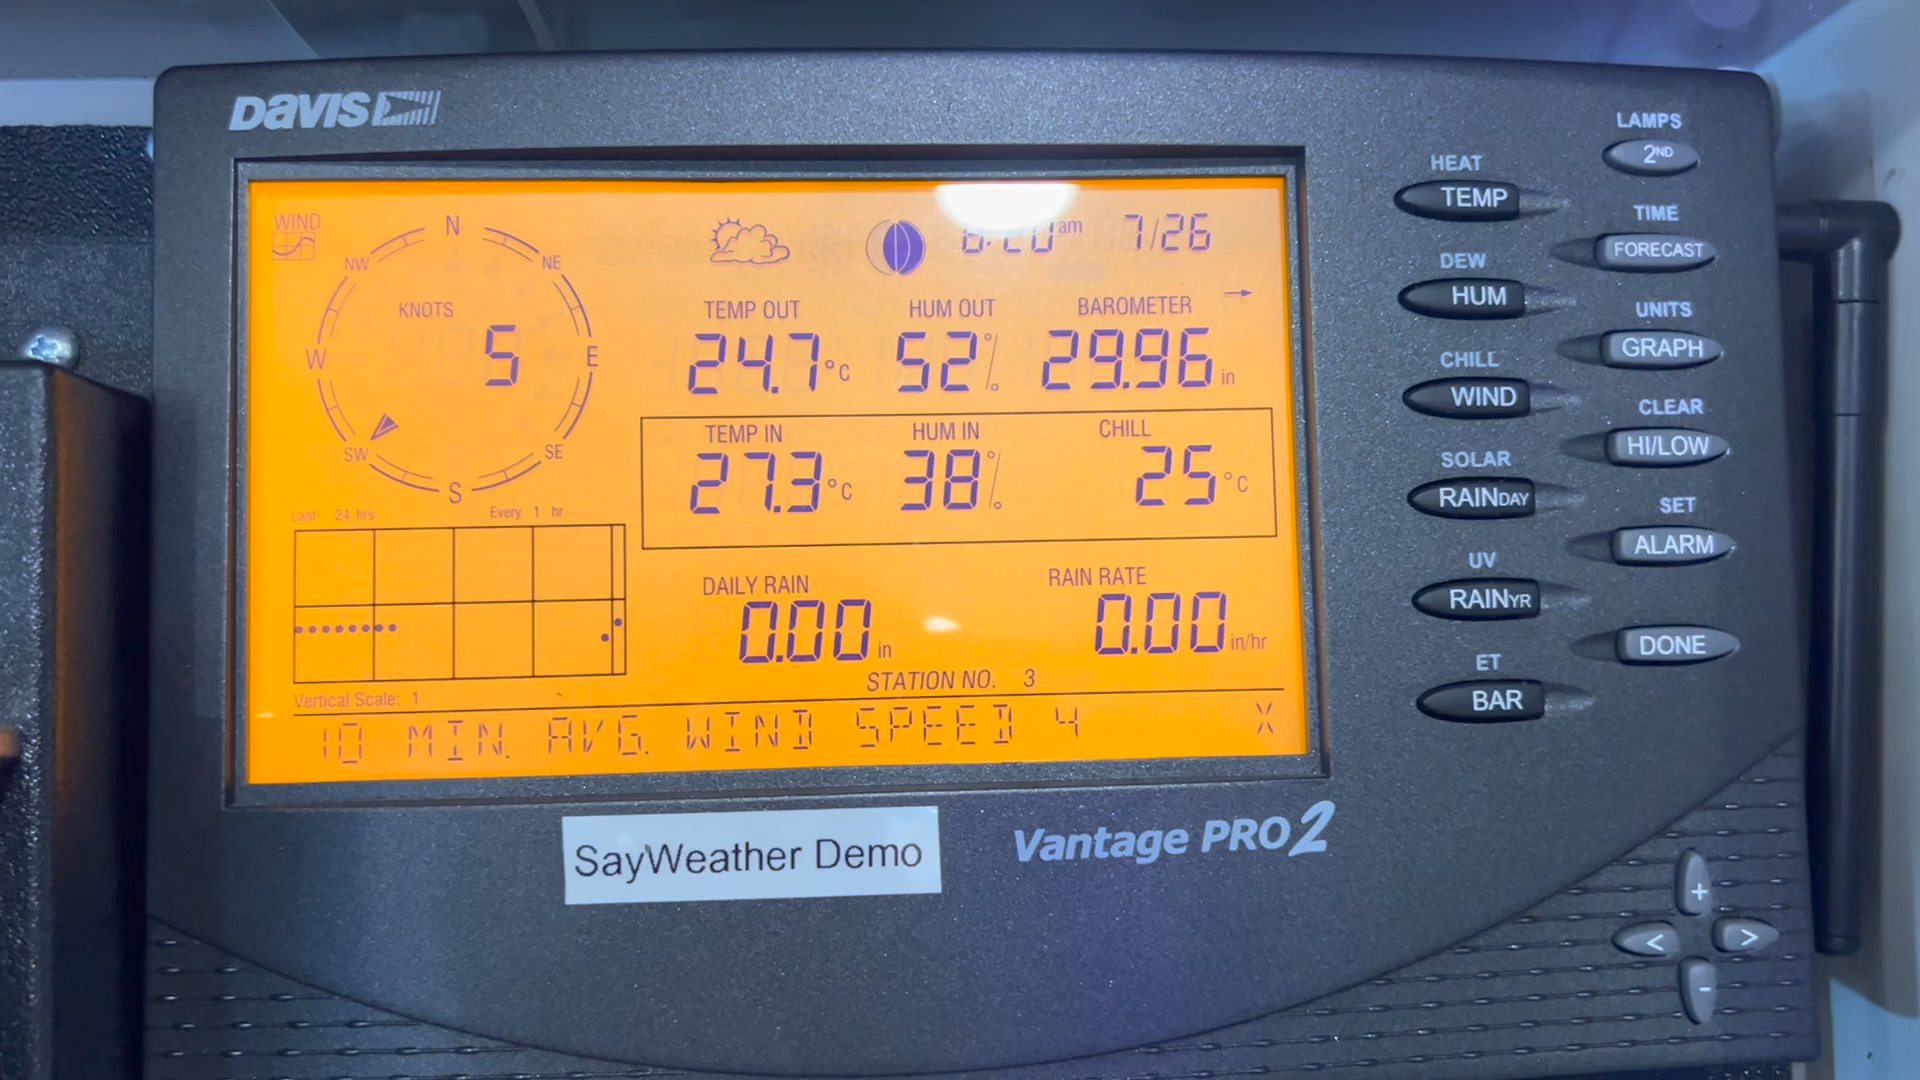 DAVIS
LAMPS
2ND
HEAT
TEMP
TIME
FORECAST
DEW
HUM
UNITS
GRAPH
CHILL
WIND
CLEAR
HI/LOW
SOLAR
RAINDAY
SET
ALARM
UV
RAINYR
DONE
ET
BAR
WIND
N
NE
E
SE
S
SW
W
NW
KNOTS
5
am 7/26
TEMP OUT HUM OUT BAROMETER
24.7°C 52% 29.96 in
TEMP IN HUM IN CHILL
27.3°C 38% 25°C
Last 24 hrs Every 1 hr
DAILY RAIN RAIN RATE
0.00 in 0.00 in/hr
STATION NO. 3
Vertical Scale: 1
10 MIN. AVG. WIND SPEED 4 X
SayWeather Demo
Vantage PRO2
+
< >
-